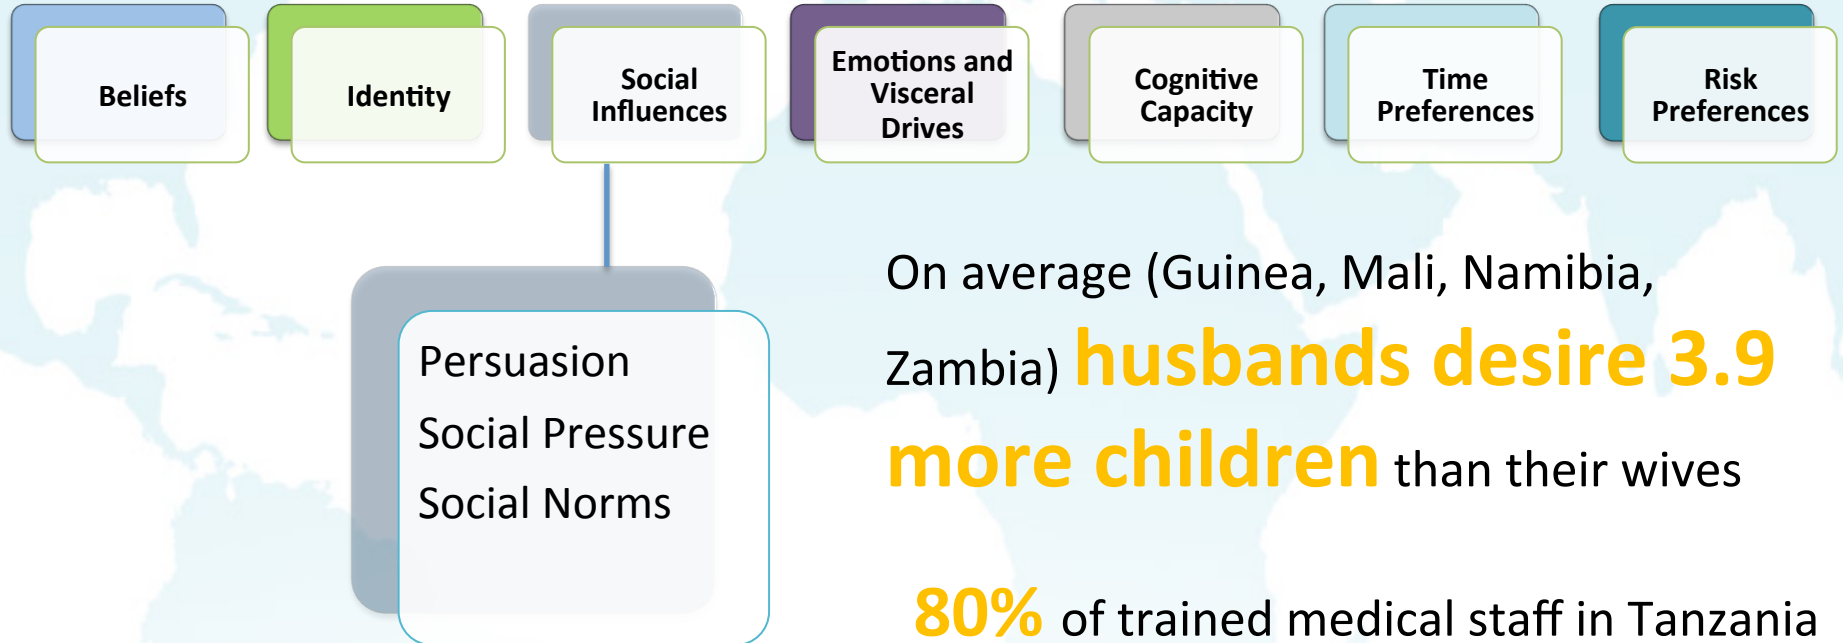 Beliefs
Identity
Social
Influences
Emotions and
Visceral
Drives
Cognitive
Capacity
Time
Preferences
Risk
Preferences
Persuasion
Social Pressure
Social Norms
On average (Guinea, Mali, Namibia,
Zambia) husbands desire 3.9
more children than their wives
80% of trained medical staff in Tanzania